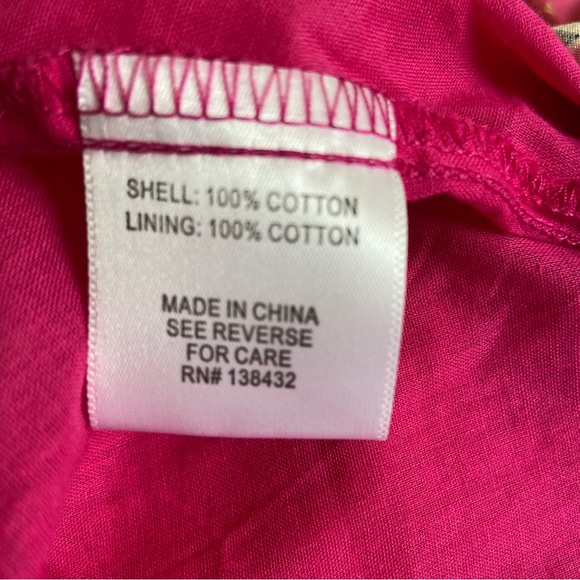 SHELL: 100% COTTON
LINING: 100% COTTON
MADE IN CHINA
SEE REVERSE
FOR CARE
RN# 138432